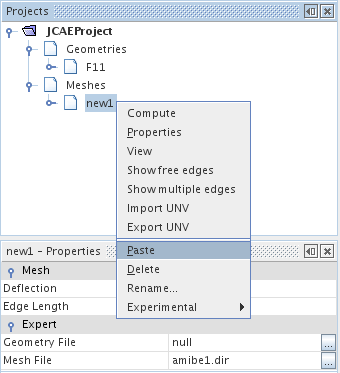 Projects
JCAEProject
Geometries
F11
Meshes
new1
Compute
Properties
View
Show free edges
Show multiple edges
Import UNV
Export UNV
Paste
Delete
Rename...
Experimental
new1 - Properties
Mesh
Deflection
Edge Length
Expert
Geometry File null ...
Mesh File amibe1.dir ...